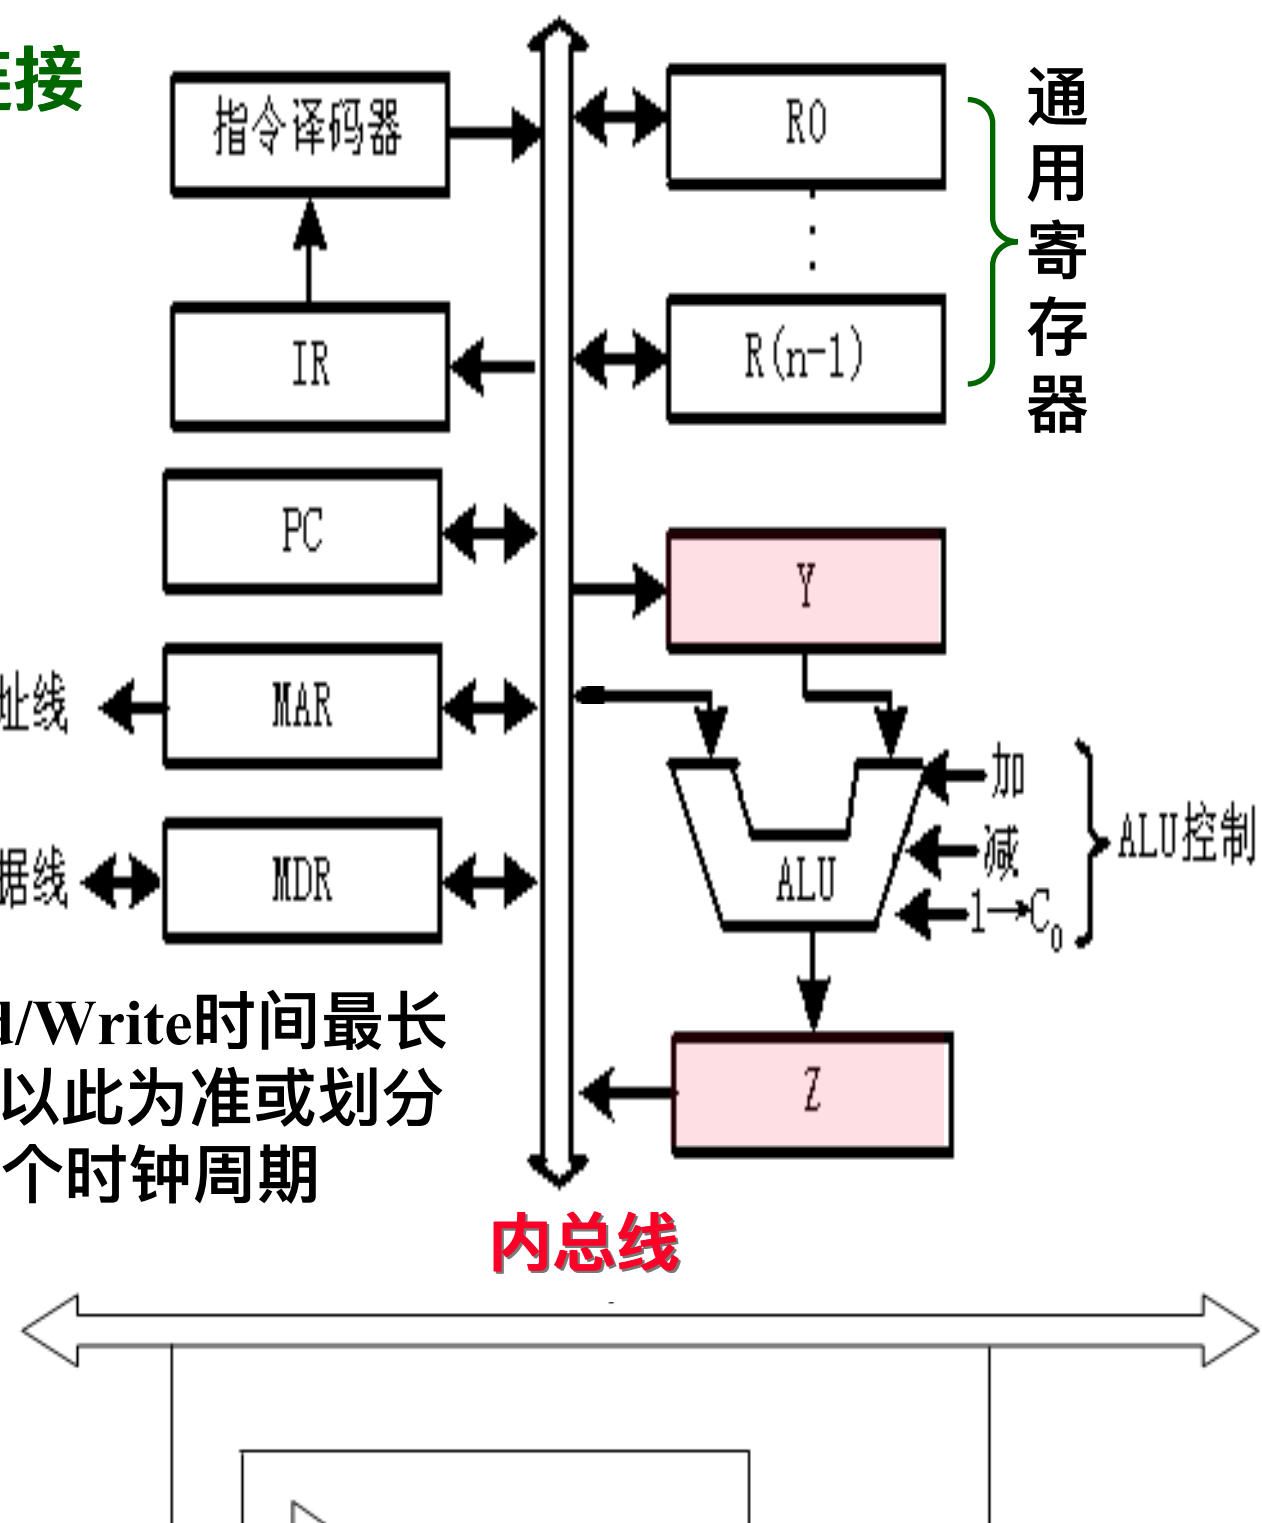 连接
指令译码器
R0
IR
R(n-1)
通用寄存器
PC
Y
址线
MAR
加
减
1→C0
ALU控制
ALU
据线
MDR
d/Write时间最长
以此为准或划分
个时钟周期
Z
内总线